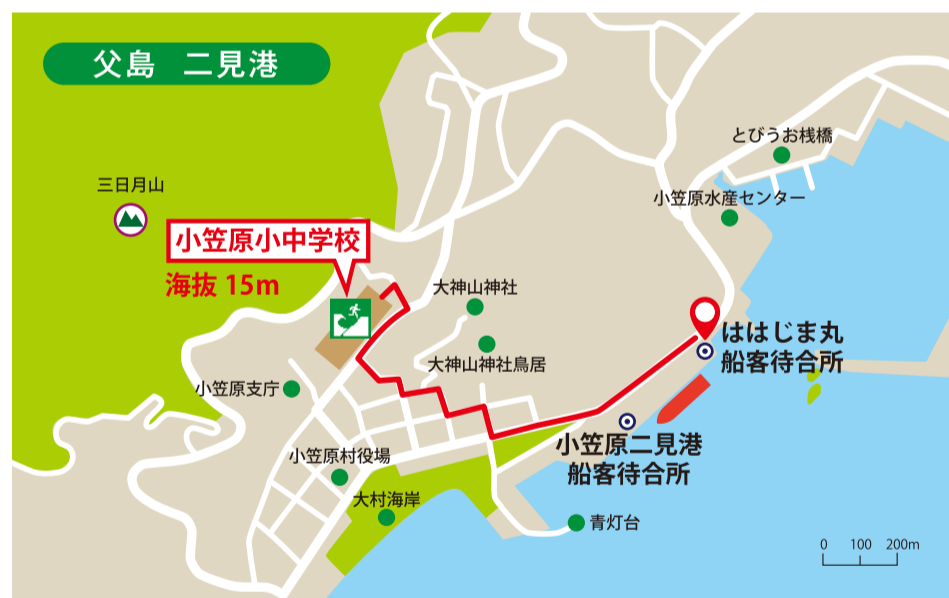 父島 二見港
とびうお桟橋
三日月山
小笠原水産センター
小笠原小中学校
海抜 15m
大神山神社
ははじま丸
船客待合所
大神山神社鳥居
小笠原支庁
小笠原二見港
船客待合所
小笠原村役場
大村海岸
青灯台
0 100 200m